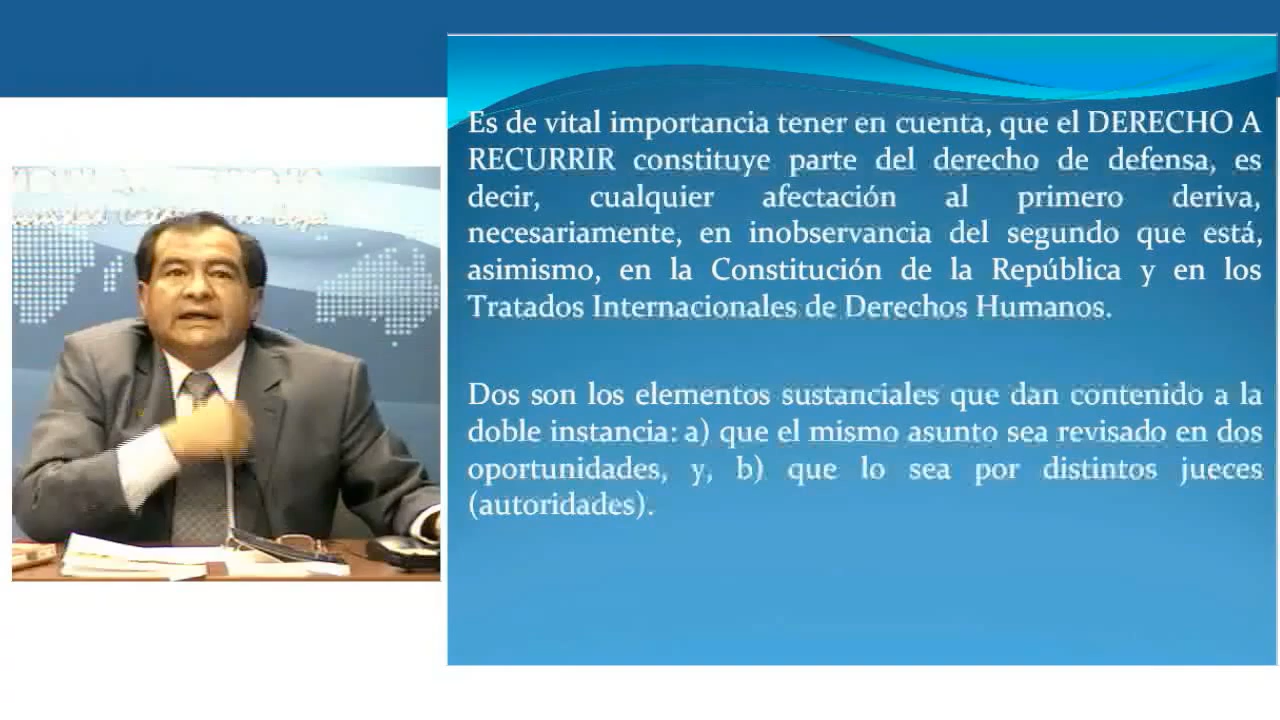 Es de vital importancia tener en cuenta, que el DERECHO A
RECURRIR constituye parte del derecho de defensa, es
decir, cualquier afectación al primero deriva,
necesariamente, en inobservancia del segundo que está,
asimismo, en la Constitución de la República y en los
Tratados Internacionales de Derechos Humanos.
Dos son los elementos sustanciales que dan contenido a la
doble instancia: a) que el mismo asunto sea revisado en dos
oportunidades, y, b) que lo sea por distintos jueces
(autoridades).